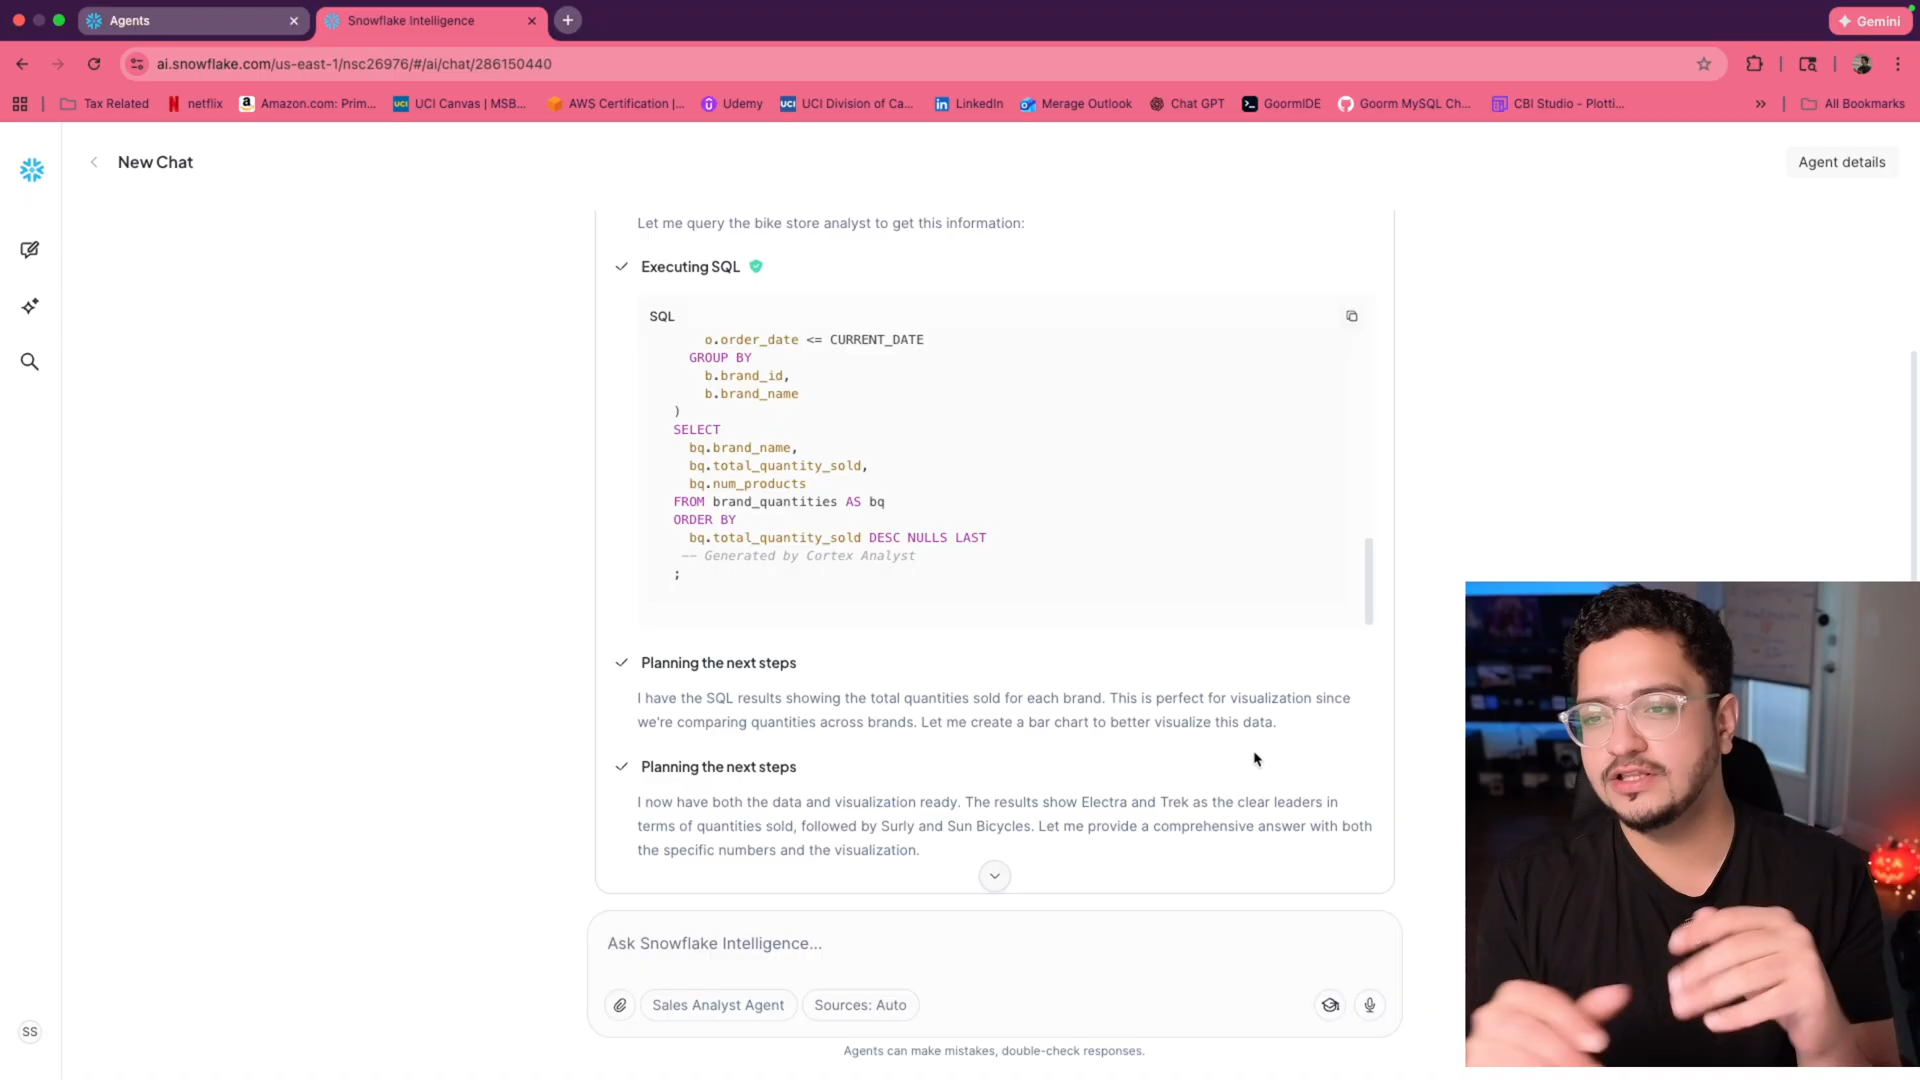 Agents
Snowflake Intelligence
Gemini
ai.snowflake.com/us-east-1/nsc26976/#/ai/chat/286150440
Tax Related
netflix
Amazon.com: Prim...
UCI Canvas | MSB...
AWS Certification |...
Udemy
UCI Division of Ca...
LinkedIn
Merage Outlook
Chat GPT
GoormIDE
Goorm MySQL Ch...
CBI Studio - Plotti...
All Bookmarks
New Chat
Agent details
Let me query the bike store analyst to get this information:
Executing SQL
SQL
o.order_date <= CURRENT_DATE
GROUP BY
b.brand_id,
b.brand_name
)
SELECT
bq.brand_name,
bq.total_quantity_sold,
bq.num_products
FROM brand_quantities AS bq
ORDER BY
bq.total_quantity_sold DESC NULLS LAST
-- Generated by Cortex Analyst
;
Planning the next steps
I have the SQL results showing the total quantities sold for each brand. This is perfect for visualization since
we're comparing quantities across brands. Let me create a bar chart to better visualize this data.
Planning the next steps
I now have both the data and visualization ready. The results show Electra and Trek as the clear leaders in
terms of quantities sold, followed by Surly and Sun Bicycles. Let me provide a comprehensive answer with both
the specific numbers and the visualization.
Ask Snowflake Intelligence...
Sales Analyst Agent
Sources: Auto
SS
Agents can make mistakes, double-check responses.